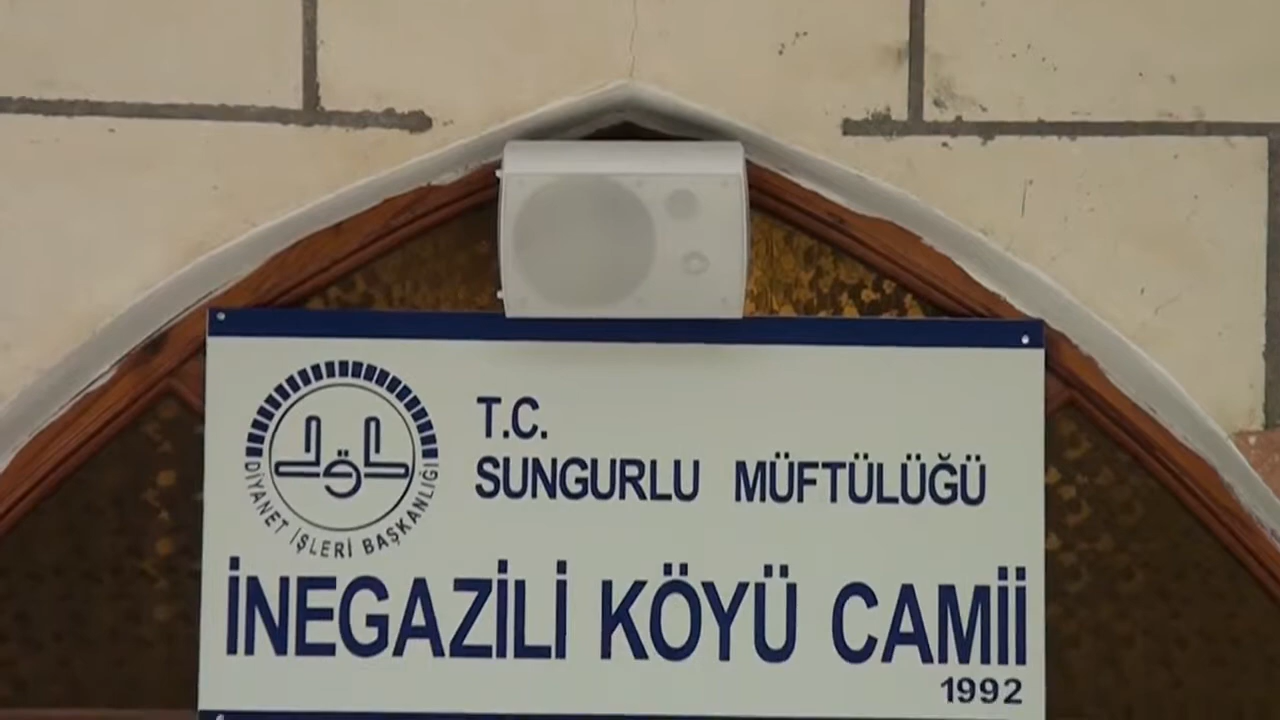 DİYANET İŞLERİ BAŞKANLIĞI
T.C.
SUNGURLU MÜFTÜLÜĞÜ
İNEGAZİLİ KÖYÜ CAMİİ
1992